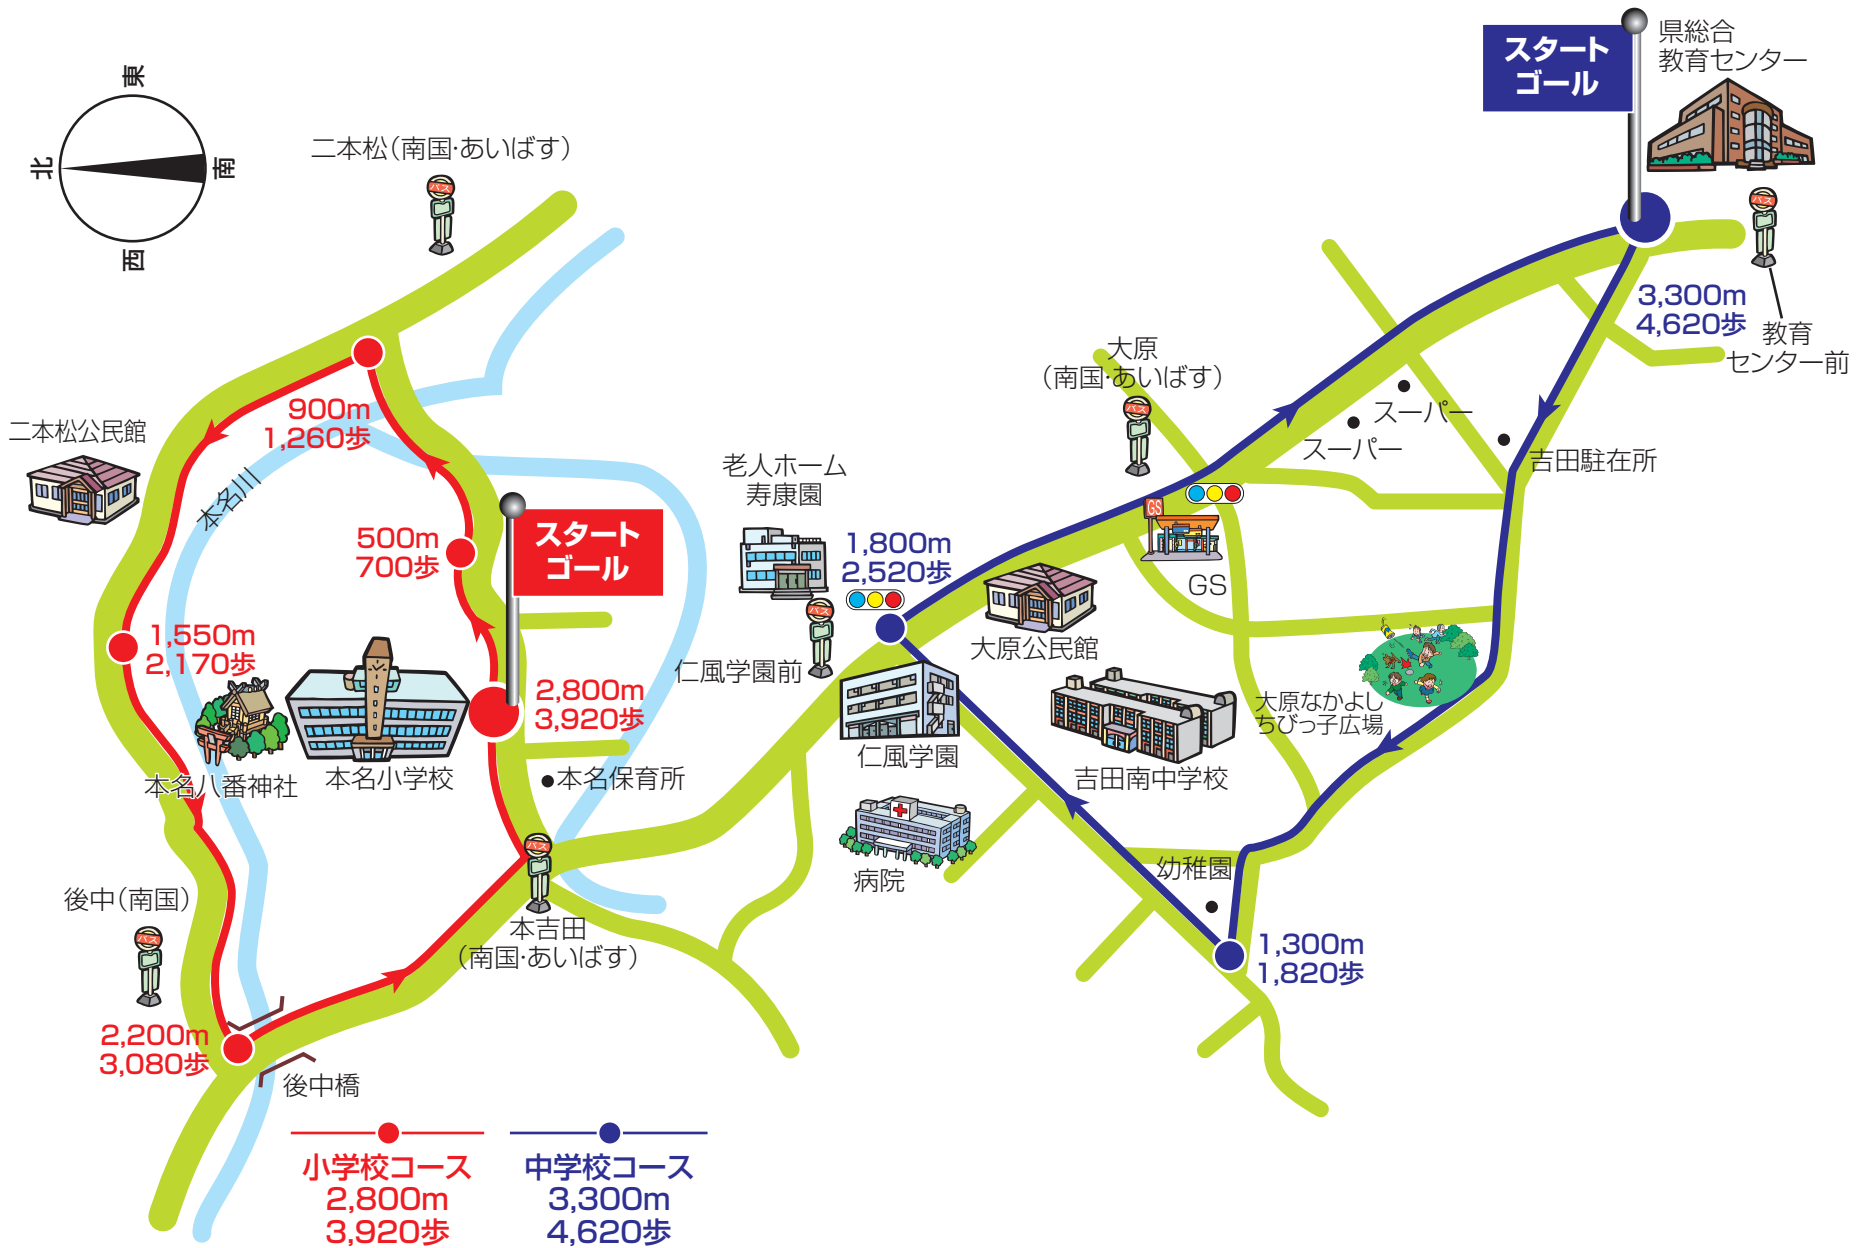 東
北
南
西
二本松(南国·あいばす)
バス
スタート
ゴール
県総合
教育センター
バス
3,300m
4,620歩
教育
センター前
大原
(南国·あいばす)
バス
スーパー
スーパー
吉田駐在所
900m
1,260歩
二本松公民館
本名川
老人ホーム
寿康園
500m
700歩
スタート
ゴール
1,800m
2,520歩
GS
GS
バス
仁風学園前
大原公民館
1,550m
2,170歩
2,800m
3,920歩
大原なかよし
ちびっ子広場
仁風学園
吉田南中学校
本名八番神社
本名小学校
本名保育所
バス
病院
幼稚園
後中(南国)
バス
本吉田
(南国·あいばす)
1,300m
1,820歩
2,200m
3,080歩
後中橋
小学校コース
2,800m
3,920歩
中学校コース
3,300m
4,620歩